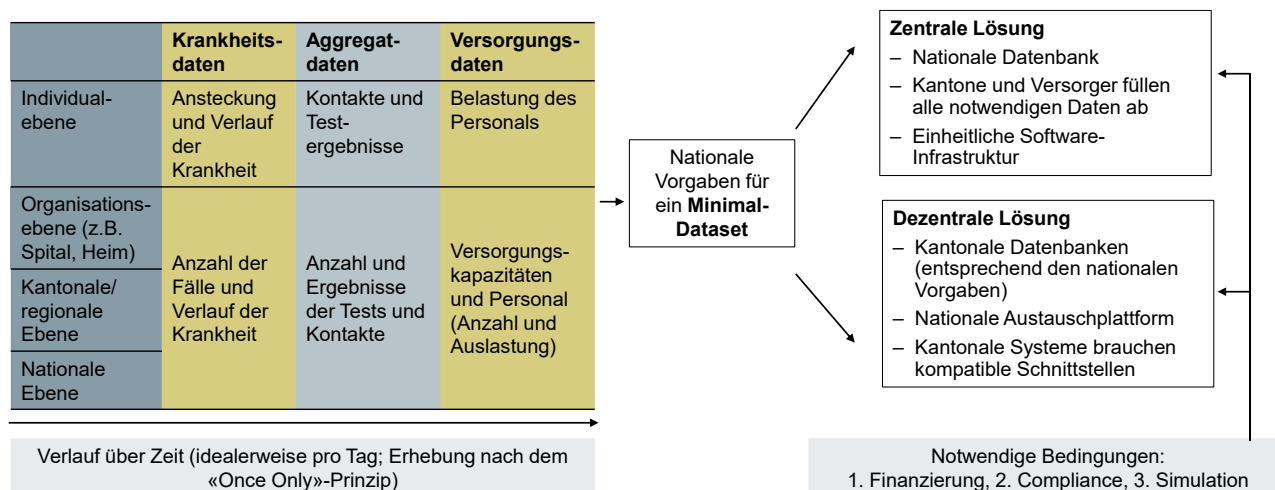 Krankheits-
daten
Aggregat-
daten
Versorgungs-
daten
Individual-
ebene
Ansteckung
und Verlauf
der
Krankheit
Kontakte und
Test-
ergebnisse
Belastung des
Personals
Organisations-
ebene (z.B.
Spital, Heim)
Kantonale/
regionale
Ebene
Nationale
Ebene
Anzahl der
Fälle und
Verlauf der
Krankheit
Anzahl und
Ergebnisse
der Tests und
Kontakte
Versorgungs-
kapazitäten
und Personal
(Anzahl und
Auslastung)
Verlauf über Zeit (idealerweise pro Tag; Erhebung nach dem
«Once Only»-Prinzip)
Nationale
Vorgaben für
ein Minimal-
Dataset
Zentrale Lösung
– Nationale Datenbank
– Kantone und Versorger füllen
alle notwendigen Daten ab
– Einheitliche Software-
Infrastruktur
Dezentrale Lösung
– Kantonale Datenbanken
(entsprechend den nationalen
Vorgaben)
– Nationale Austauschplattform
– Kantonale Systeme brauchen
kompatible Schnittstellen
Notwendige Bedingungen:
1. Finanzierung, 2. Compliance, 3. Simulation